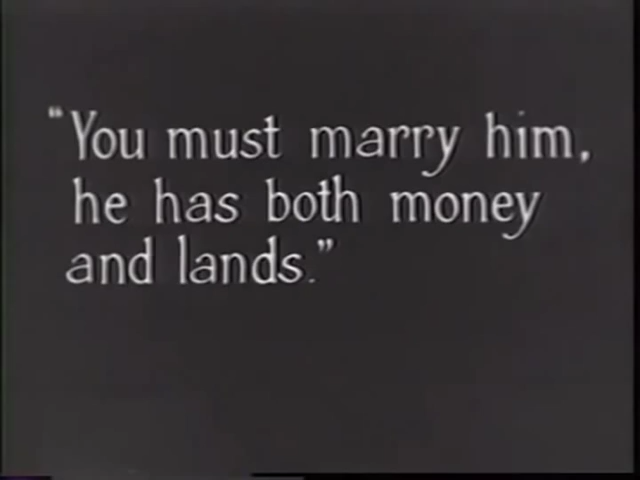 "You must marry him,
he has both money
and lands."